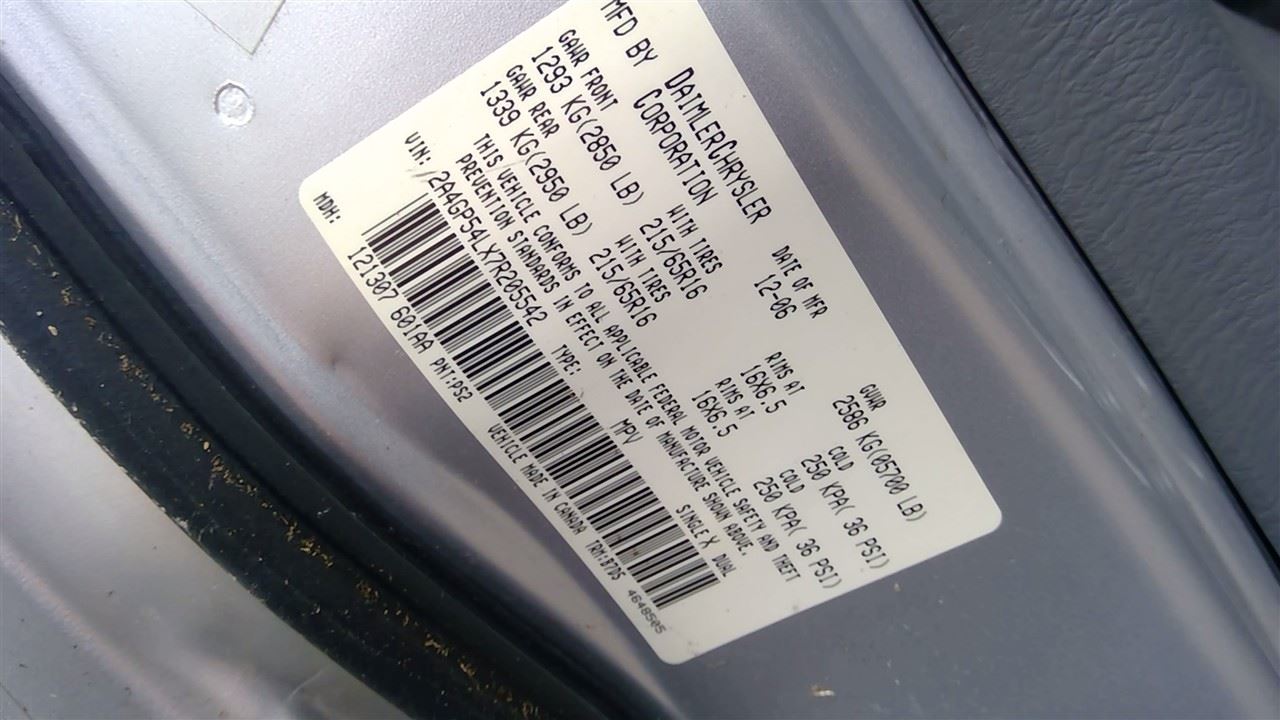 MFD BY DAIMLERCHRYSLER CORPORATION
DATE OF MFR 12-06
GVWR 2586 KG(05700 LB)
GAWR FRONT WITH TIRES RIMS AT COLD
1293 KG(2850 LB) 215/65R16 16X6.5 250 KPA( 36 PSI)
GAWR REAR WITH TIRES RIMS AT COLD
1339 KG(2950 LB) 215/65R16 16X6.5 250 KPA( 36 PSI)
THIS VEHICLE CONFORMS TO ALL APPLICABLE FEDERAL MOTOR VEHICLE SAFETY AND THEFT
PREVENTION STANDARDS IN EFFECT ON THE DATE OF MANUFACTURE SHOWN ABOVE.
VIN: /2A4GP54LX7R205542 TYPE: MPV SINGLE X DUAL
MDH: 121307 601AA PNT:PS2 VEHICLE MADE IN CANADA TRM:B7D5
4648505